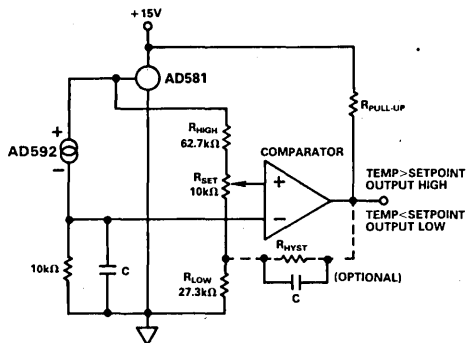 +15V
AD581
R_PULL-UP
R_HIGH
62.7kΩ
COMPARATOR
+
AD592
−
R_SET
10kΩ
+
−
TEMP>SETPOINT
OUTPUT HIGH
TEMP<SETPOINT
OUTPUT LOW
R_HYST
10kΩ
C
R_LOW
27.3kΩ
C
(OPTIONAL)